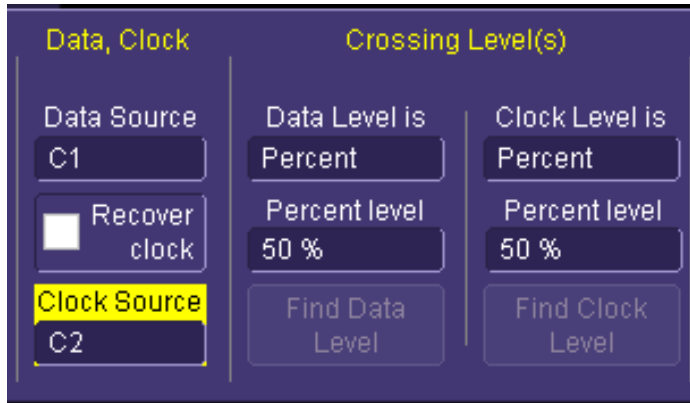 Data, Clock
Crossing Level(s)
Data Source
C1
Recover
clock
Clock Source
C2
Data Level is
Percent
Percent level
50 %
Find Data
Level
Clock Level is
Percent
Percent level
50 %
Find Clock
Level